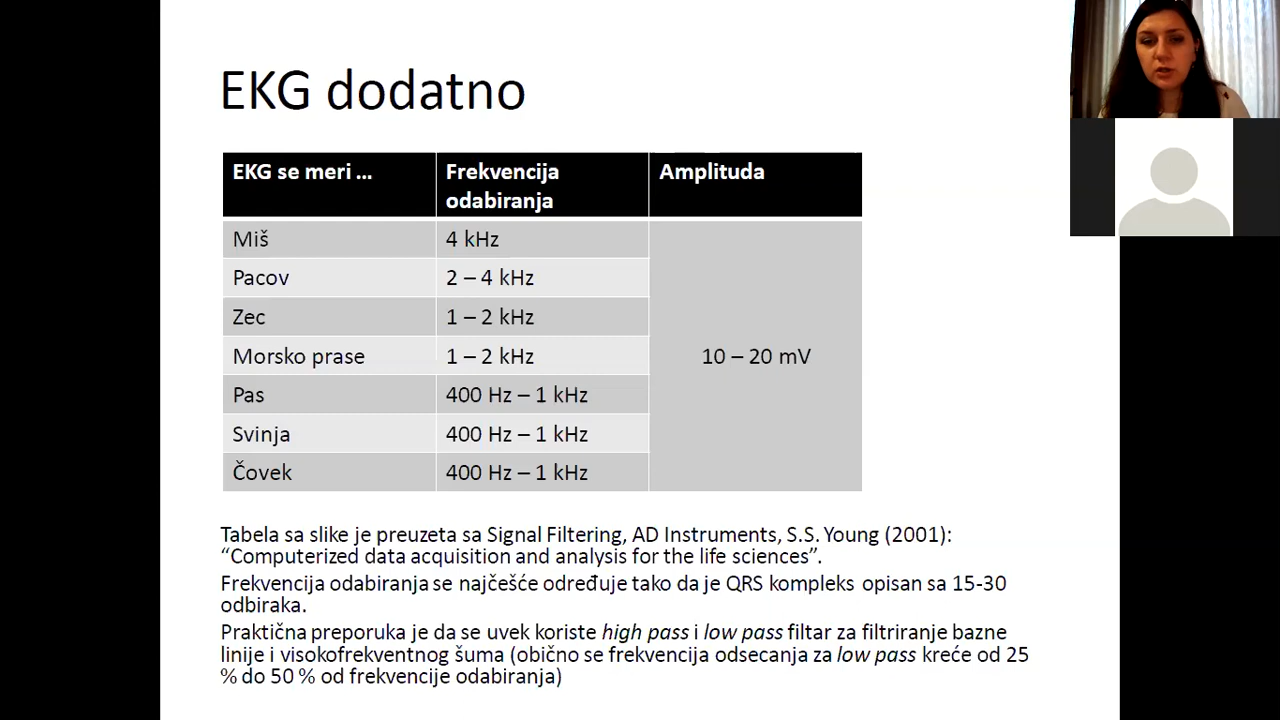 EKG dodatno
EKG se meri ...
Frekvencija
odabiranja
Amplituda
Miš
4 kHz
Pacov
2 – 4 kHz
Zec
1 – 2 kHz
Morsko prase
1 – 2 kHz
10 – 20 mV
Pas
400 Hz – 1 kHz
Svinja
400 Hz – 1 kHz
Čovek
400 Hz – 1 kHz
Tabela sa slike je preuzeta sa Signal Filtering, AD Instruments, S.S. Young (2001):
“Computerized data acquisition and analysis for the life sciences”.
Frekvencija odabiranja se najčešće određuje tako da je QRS kompleks opisan sa 15-30
odbiraka.
Praktična preporuka je da se uvek koriste high pass i low pass filtar za filtriranje bazne
linije i visokofrekventnog šuma (obično se frekvencija odsecanja za low pass kreće od 25
% do 50 % od frekvencije odabiranja)